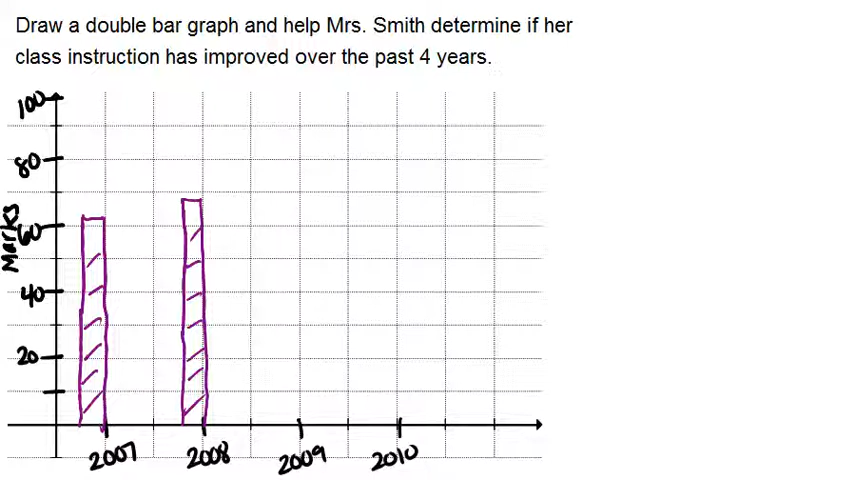 Draw a double bar graph and help Mrs. Smith determine if her
class instruction has improved over the past 4 years.
100
80
Marks
60
40
20
2007 2008 2009 2010